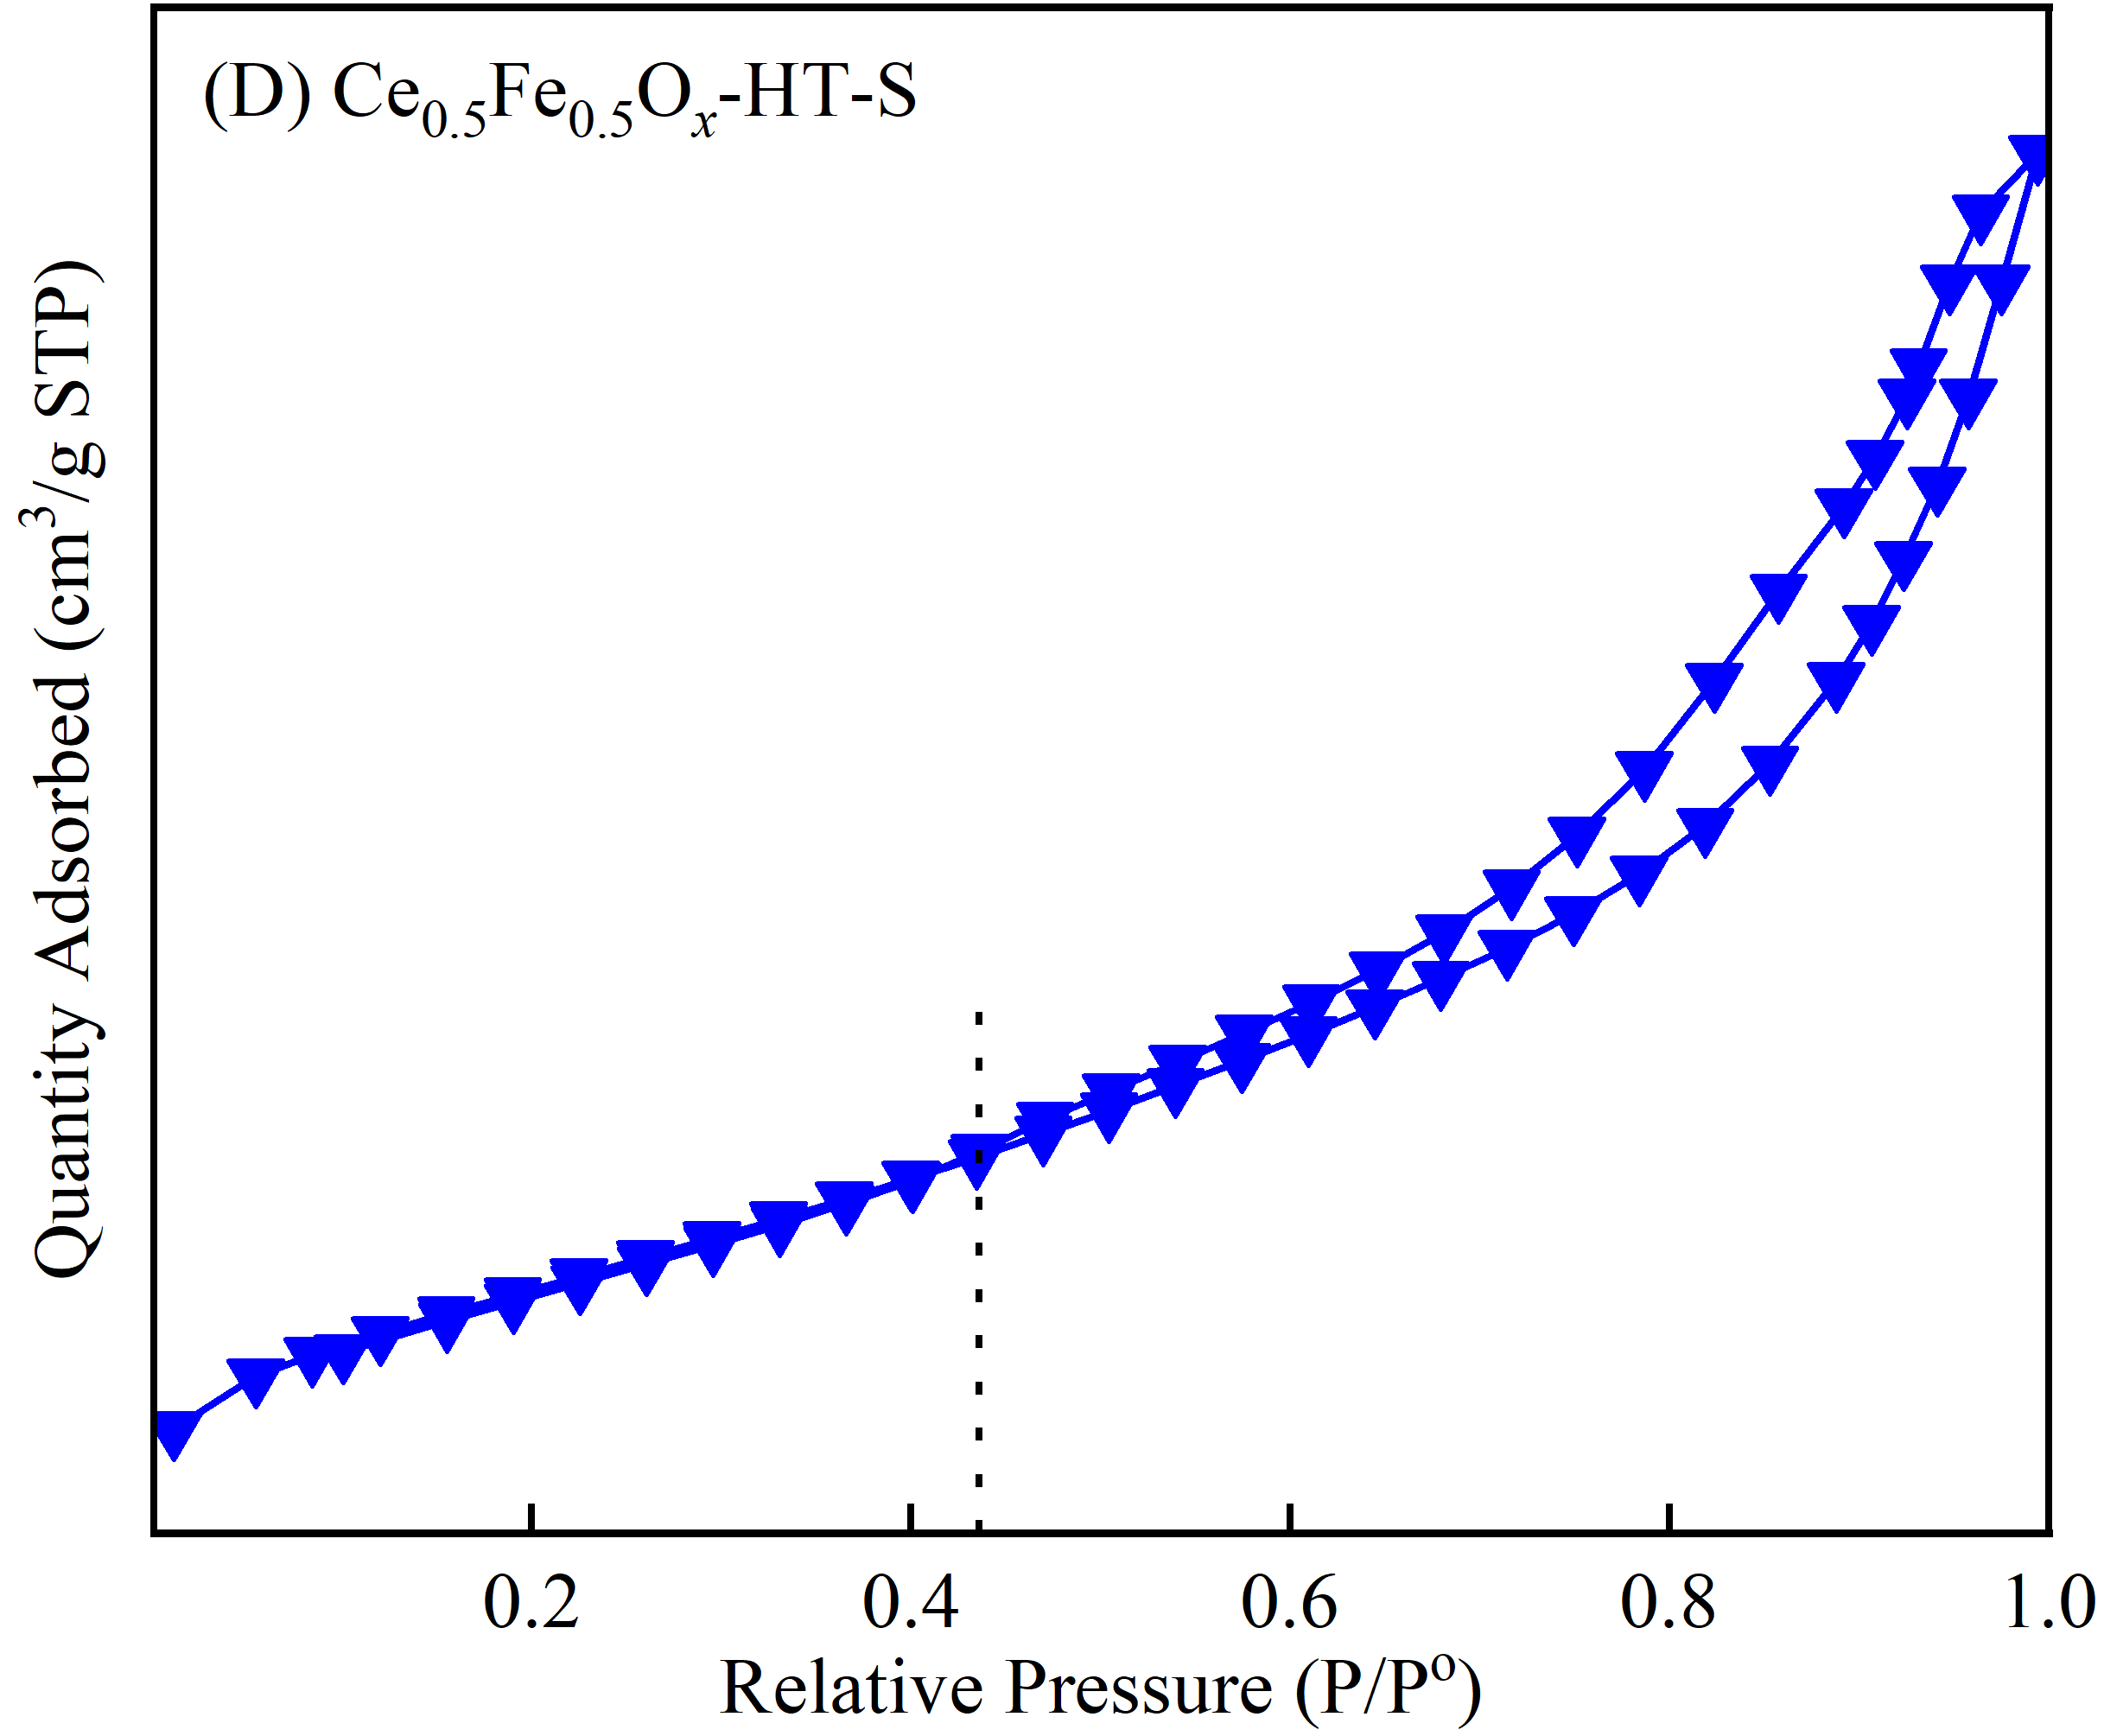 (D) Ce0.5Fe0.5Ox-HT-S
Quantity Adsorbed (cm³/g STP)
0.2 0.4 0.6 0.8 1.0
Relative Pressure (P/Pº)